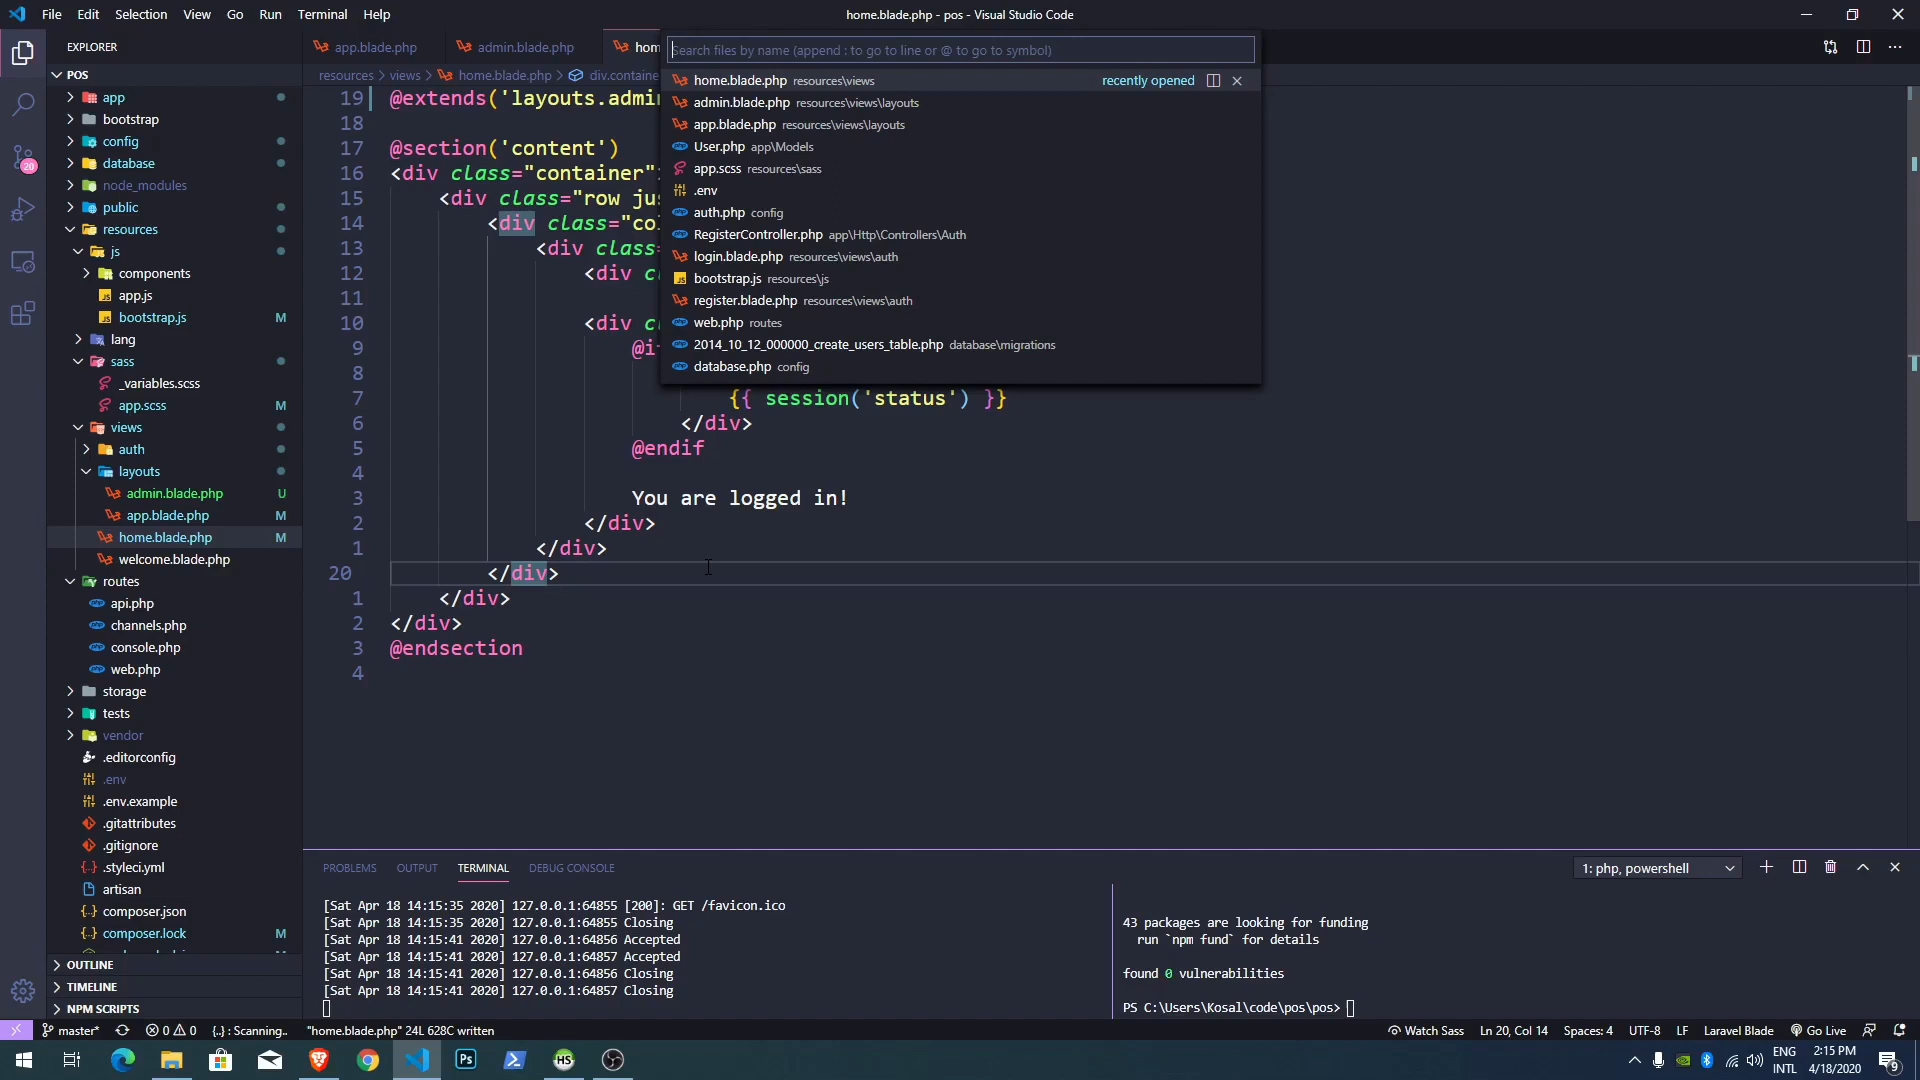 File Edit Selection View Go Run Terminal Help
home.blade.php - pos - Visual Studio Code
EXPLORER
POS
app
bootstrap
config
database
node_modules
public
resources
js
components
app.js
bootstrap.js M
lang
sass
_variables.scss
app.scss M
views
auth
layouts
admin.blade.php U
app.blade.php M
home.blade.php M
welcome.blade.php
routes
api.php
channels.php
console.php
web.php
storage
tests
vendor
.editorconfig
.env
.env.example
.gitattributes
.gitignore
.styleci.yml
artisan
composer.json
composer.lock M
OUTLINE
TIMELINE
NPM SCRIPTS
20
app.blade.php admin.blade.php hom
resources > views > home.blade.php > div.containe
Search files by name (append : to go to line or @ to go to symbol)
home.blade.php resources\views recently opened
admin.blade.php resources\views\layouts
app.blade.php resources\views\layouts
User.php app\Models
app.scss resources\sass
.env
auth.php config
RegisterController.php app\Http\Controllers\Auth
login.blade.php resources\views\auth
bootstrap.js resources\js
register.blade.php resources\views\auth
web.php routes
2014_10_12_000000_create_users_table.php database\migrations
database.php config
19 @extends('layouts.admin
18
17 @section('content')
16 <div class="container">
15 <div class="row jus
14 <div class="col
13 <div class=
12 <div cl
11
10 <div cl
9 @if
8
7 {{ session('status') }}
6 </div>
5 @endif
4
3 You are logged in!
2 </div>
1 </div>
20 </div>
1 </div>
2 </div>
3 @endsection
4
PROBLEMS OUTPUT TERMINAL DEBUG CONSOLE
1: php, powershell
[Sat Apr 18 14:15:35 2020] 127.0.0.1:64855 [200]: GET /favicon.ico
[Sat Apr 18 14:15:35 2020] 127.0.0.1:64855 Closing
[Sat Apr 18 14:15:41 2020] 127.0.0.1:64856 Accepted
[Sat Apr 18 14:15:41 2020] 127.0.0.1:64857 Accepted
[Sat Apr 18 14:15:41 2020] 127.0.0.1:64856 Closing
[Sat Apr 18 14:15:41 2020] 127.0.0.1:64857 Closing
43 packages are looking for funding
run `npm fund` for details
found 0 vulnerabilities
PS C:\Users\Kosal\code\pos\pos>
master* 0 0 {..} : Scanning.. "home.blade.php" 24L 628C written
Watch Sass Ln 20, Col 14 Spaces: 4 UTF-8 LF Laravel Blade Go Live
Ps
HS
ENG
INTL
2:15 PM
4/18/2020
9